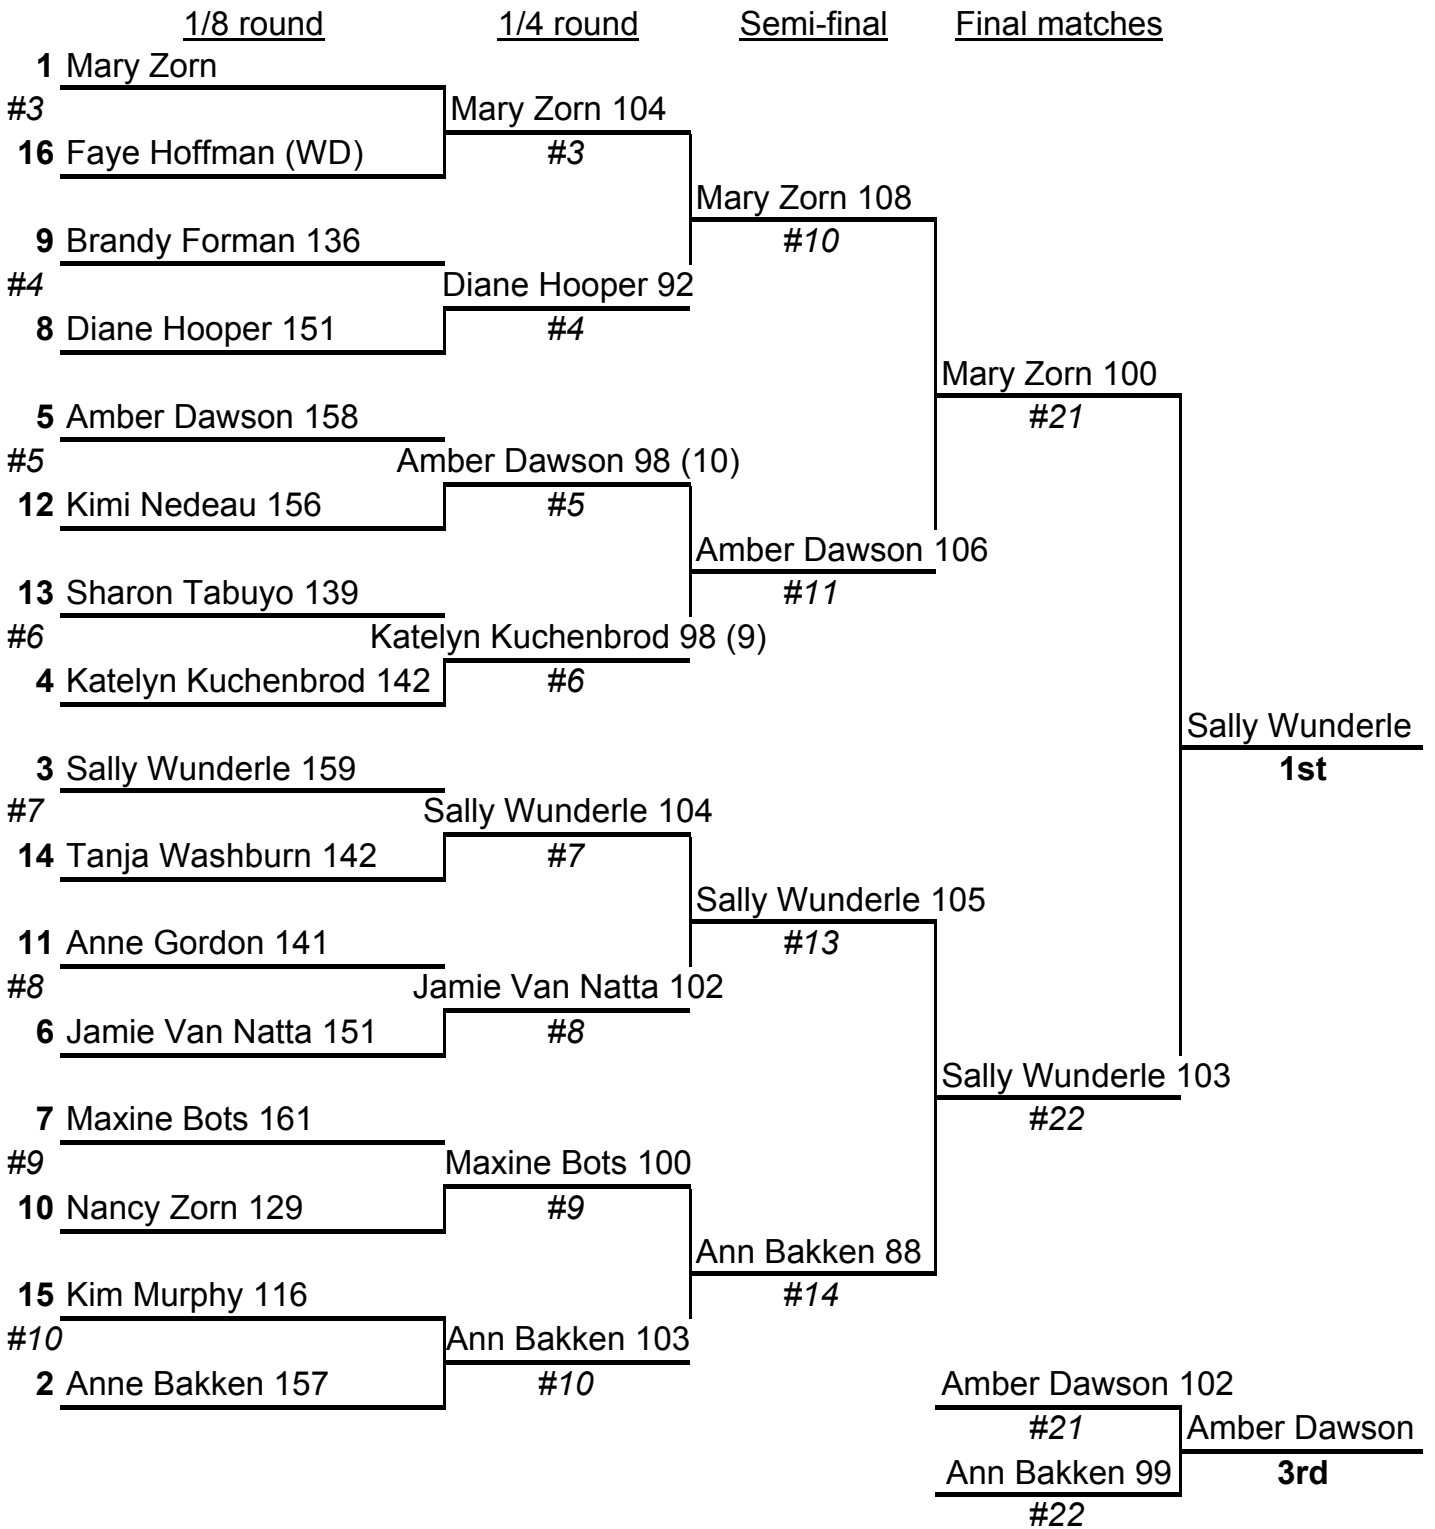 1/8 round 1/4 round Semi-final Final matches
1 Mary Zorn
#3 Mary Zorn 104
16 Faye Hoffman (WD) #3
Mary Zorn 108
9 Brandy Forman 136 #10
#4 Diane Hooper 92
8 Diane Hooper 151 #4
Mary Zorn 100
5 Amber Dawson 158 #21
#5 Amber Dawson 98 (10)
12 Kimi Nedeau 156 #5
Amber Dawson 106
13 Sharon Tabuyo 139 #11
#6 Katelyn Kuchenbrod 98 (9)
4 Katelyn Kuchenbrod 142 #6
Sally Wunderle
3 Sally Wunderle 159 1st
#7 Sally Wunderle 104
14 Tanja Washburn 142 #7
Sally Wunderle 105
11 Anne Gordon 141 #13
#8 Jamie Van Natta 102
6 Jamie Van Natta 151 #8
Sally Wunderle 103
7 Maxine Bots 161 #22
#9 Maxine Bots 100
10 Nancy Zorn 129 #9
Ann Bakken 88
15 Kim Murphy 116 #14
#10 Ann Bakken 103
2 Anne Bakken 157 #10 Amber Dawson 102
#21 Amber Dawson
Ann Bakken 99 3rd
#22